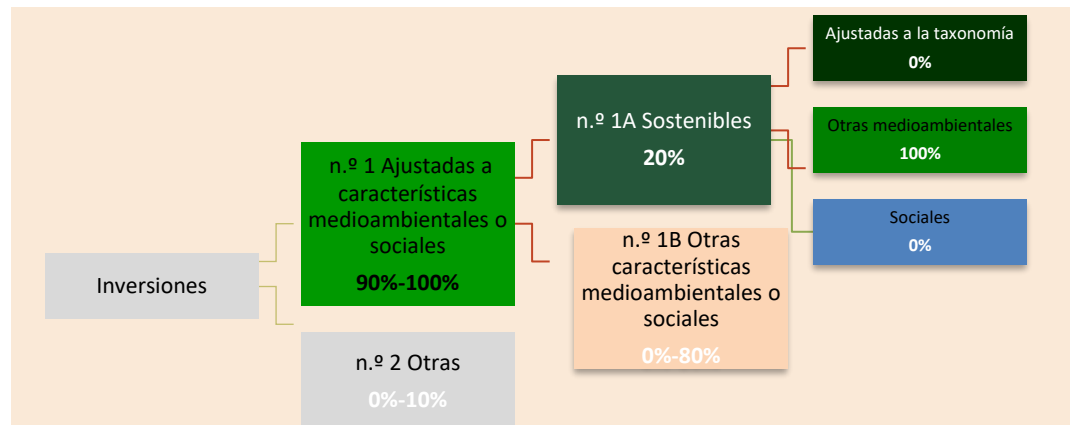 Inversiones
n.º 1 Ajustadas a
características
medioambientales o
sociales
90%-100%
n.º 2 Otras
0%-10%
n.º 1A Sostenibles
20%
n.º 1B Otras
características
medioambientales o
sociales
0%-80%
Ajustadas a la taxonomía
0%
Otras medioambientales
100%
Sociales
0%